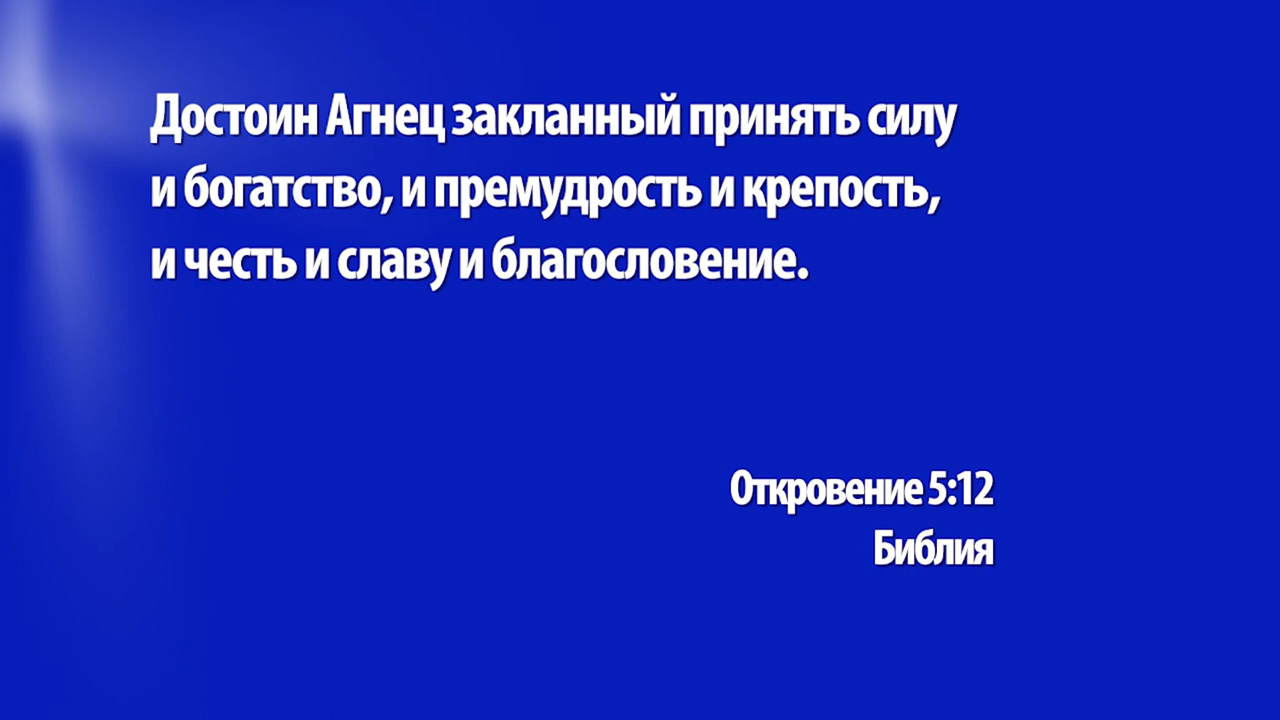 Достоин Агнец закланный принять силу
и богатство, и премудрость и крепость,
и честь и славу и благословение.
Откровение 5:12
Библия